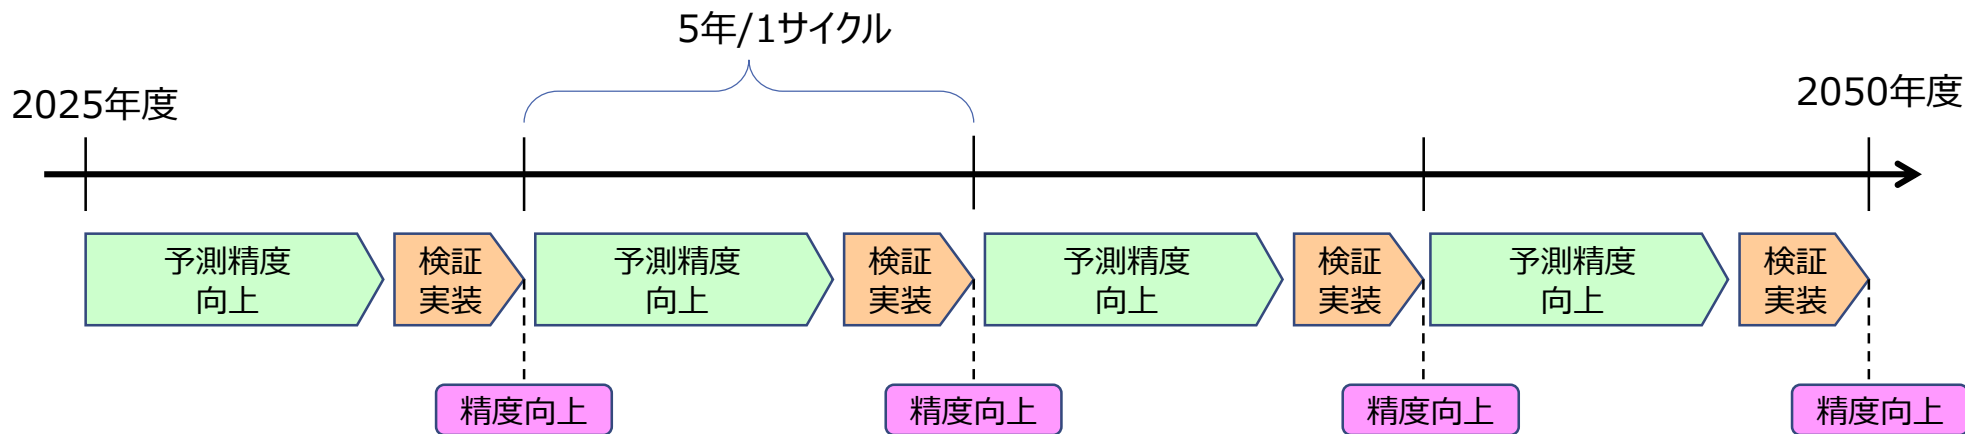 5年/1サイクル
2025年度
2050年度
予測精度
向上
検証
実装
予測精度
向上
検証
実装
予測精度
向上
検証
実装
予測精度
向上
検証
実装
精度向上
精度向上
精度向上
精度向上